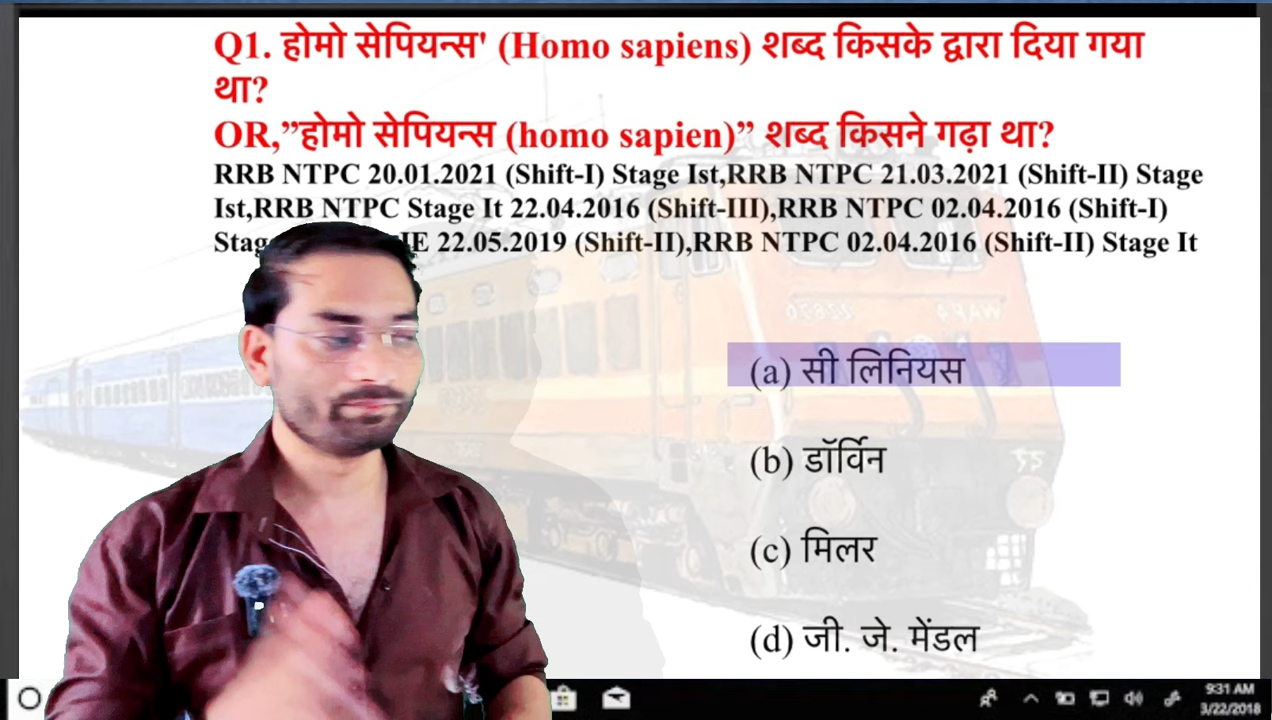 Q1. होमो सेपियन्स' (Homo sapiens) शब्द किसके द्वारा दिया गया
था?
OR,”होमो सेपियन्स (homo sapien)” शब्द किसने गढ़ा था?
RRB NTPC 20.01.2021 (Shift-I) Stage Ist,RRB NTPC 21.03.2021 (Shift-II) Stage
Ist,RRB NTPC Stage It 22.04.2016 (Shift-III),RRB NTPC 02.04.2016 (Shift-I)
22.05.2019 (Shift-II),RRB NTPC 02.04.2016 (Shift-II) Stage It
(a) सी लिनियस
(b) डॉर्विन
(c) मिलर
(d) जी. जे. मेंडल
9:31 AM
3/22/2018